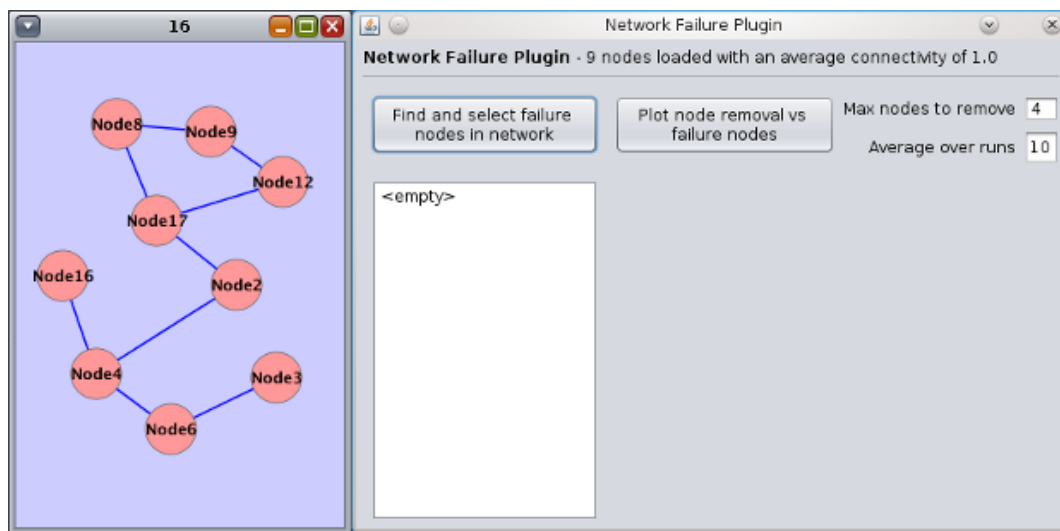 16
Node8
Node9
Node12
Node17
Node16
Node2
Node4
Node3
Node6
Network Failure Plugin
Network Failure Plugin - 9 nodes loaded with an average connectivity of 1.0
Find and select failure
nodes in network
Plot node removal vs
failure nodes
Max nodes to remove 4
Average over runs 10
<empty>